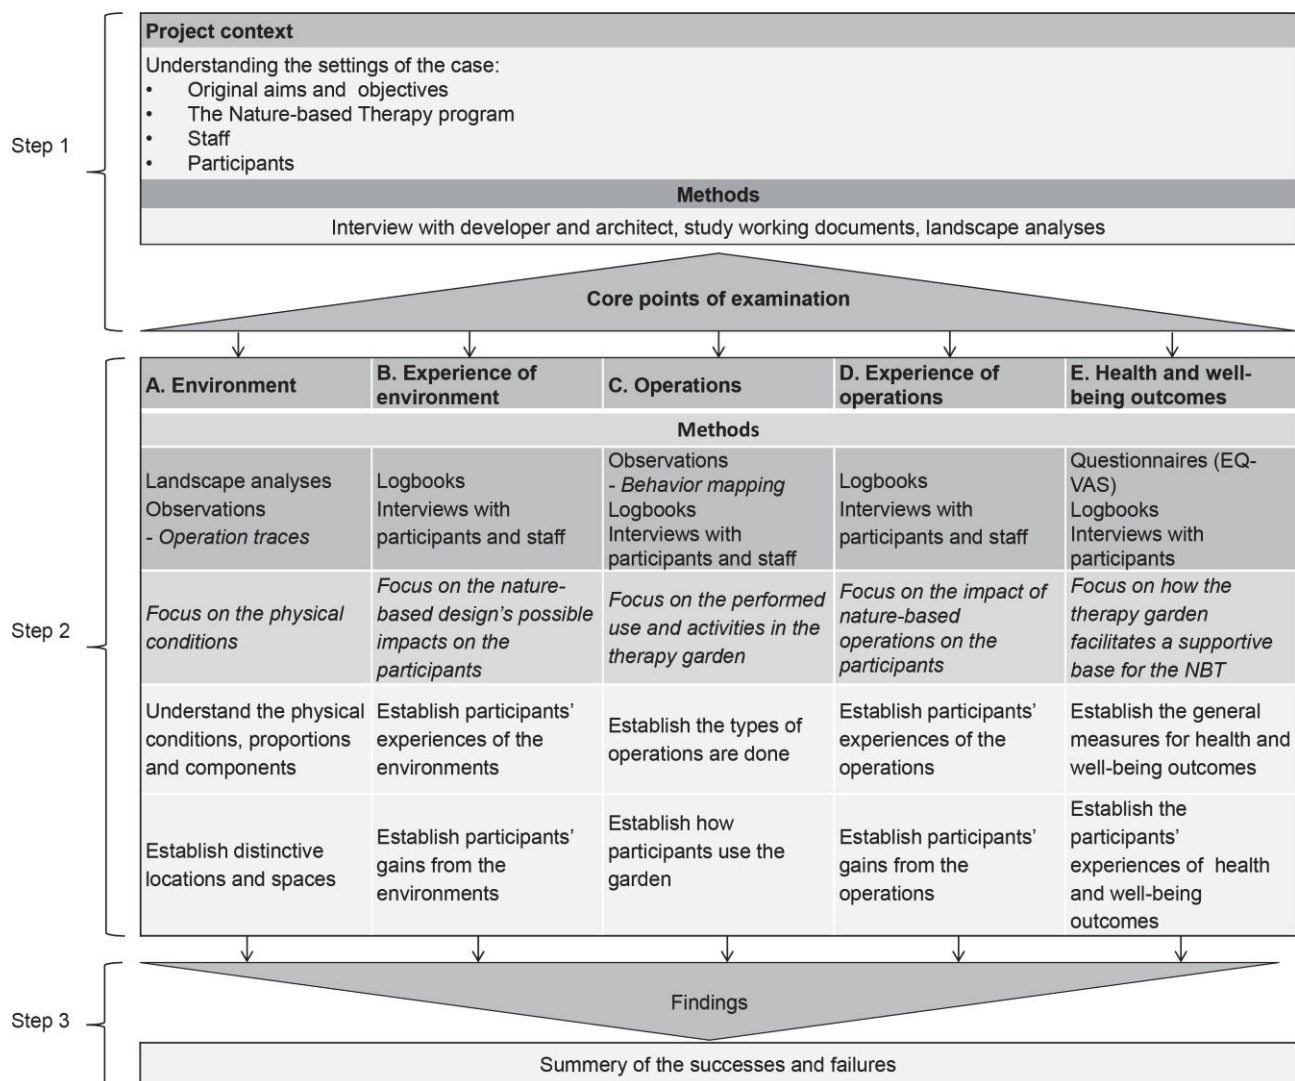 Project context
Understanding the settings of the case:
• Original aims and objectives
• The Nature-based Therapy program
• Staff
• Participants
Step 1
Methods
Interview with developer and architect, study working documents, landscape analyses
Core points of examination
A. Environment
B. Experience of
environment
C. Operations
D. Experience of
operations
E. Health and well-
being outcomes
Methods
Landscape analyses
Observations
- Operation traces
Logbooks
Interviews with
participants and staff
Observations
- Behavior mapping
Logbooks
Interviews with
participants and staff
Logbooks
Interviews with
participants and staff
Questionnaires (EQ-
VAS)
Logbooks
Interviews with
participants
Step 2
Focus on the physical
conditions
Focus on the nature-
based design's possible
impacts on the
participants
Focus on the performed
use and activities in the
therapy garden
Focus on the impact of
nature-based
operations on the
participants
Focus on how the
therapy garden
facilitates a supportive
base for the NBT
Understand the physical
conditions, proportions
and components
Establish participants'
experiences of the
environments
Establish the types of
operations are done
Establish participants'
experiences of the
operations
Establish the general
measures for health and
well-being outcomes
Establish distinctive
locations and spaces
Establish participants'
gains from the
environments
Establish how
participants use the
garden
Establish participants'
gains from the
operations
Establish the
participants'
experiences of health
and well-being
outcomes
Step 3
Findings
Summery of the successes and failures